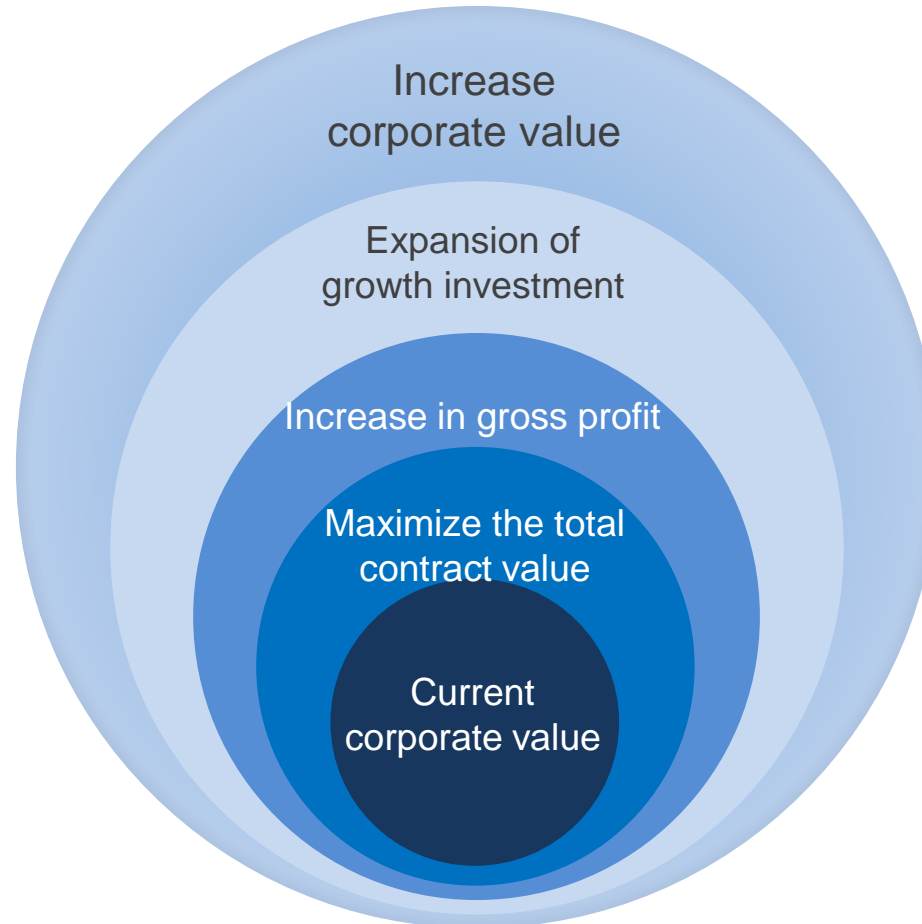 Increase
corporate value
Expansion of
growth investment
Increase in gross profit
Maximize the total
contract value
Current
corporate value